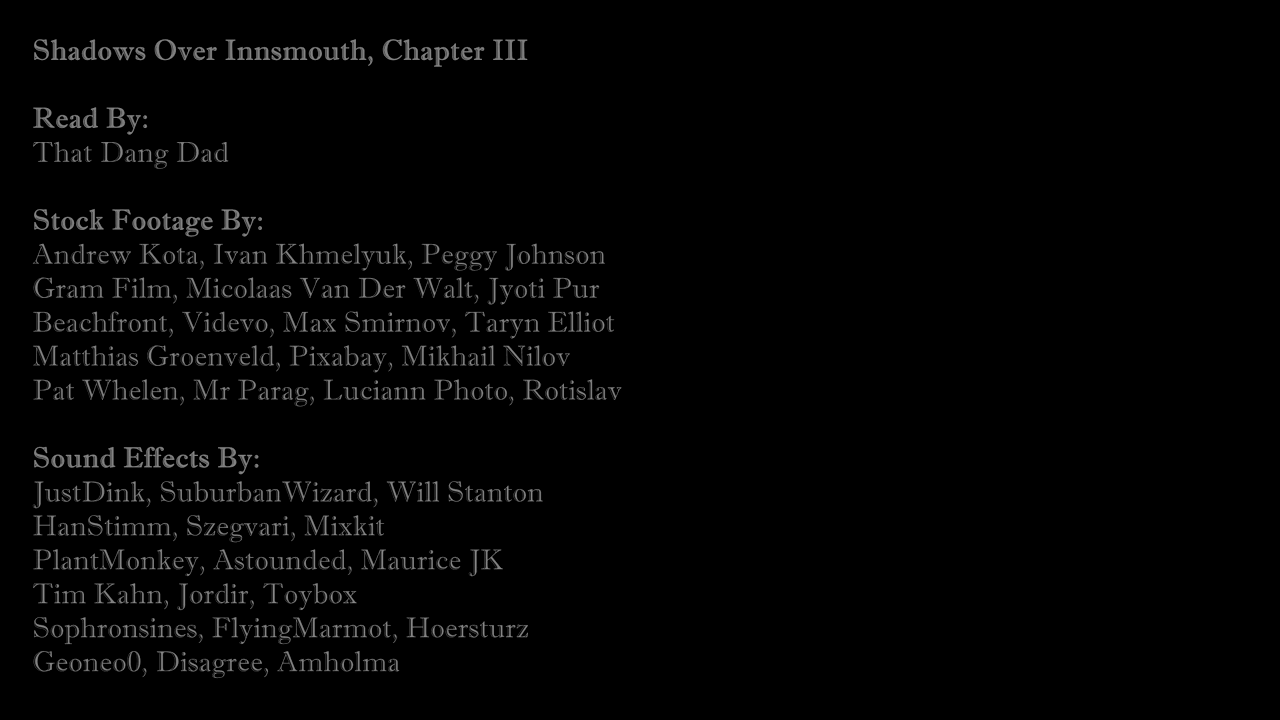 Shadows Over Innsmouth, Chapter III
Read By:
That Dang Dad
Stock Footage By:
Andrew Kota, Ivan Khmelyuk, Peggy Johnson
Gram Film, Micolaas Van Der Walt, Jyoti Pur
Beachfront, Videvo, Max Smirnov, Taryn Elliot
Matthias Groenveld, Pixabay, Mikhail Nilov
Pat Whelen, Mr Parag, Luciann Photo, Rotislav
Sound Effects By:
JustDink, SuburbanWizard, Will Stanton
HanStimm, Szegvari, Mixkit
PlantMonkey, Astounded, Maurice JK
Tim Kahn, Jordir, Toybox
Sophronsines, FlyingMarmot, Hoersturz
Geoneo0, Disagree, Amholma